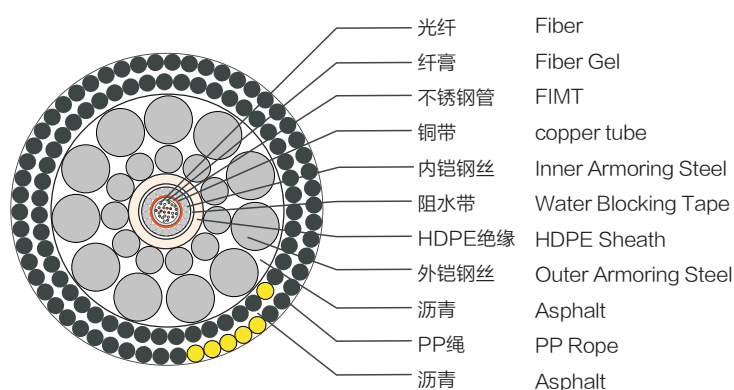 光纤 Fiber
纤膏 Fiber Gel
不锈钢管 FIMT
铜带 copper tube
内铠钢丝 Inner Armoring Steel
阻水带 Water Blocking Tape
HDPE绝缘 HDPE Sheath
外铠钢丝 Outer Armoring Steel
沥青 Asphalt
PP绳 PP Rope
沥青 Asphalt